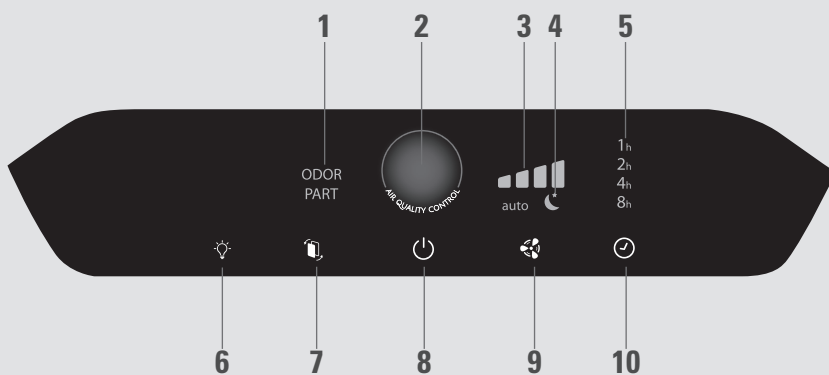 1 2 3 4 5
ODOR
PART
AIR QUALITY CONTROL
auto
1h
2h
4h
8h
6 7 8 9 10